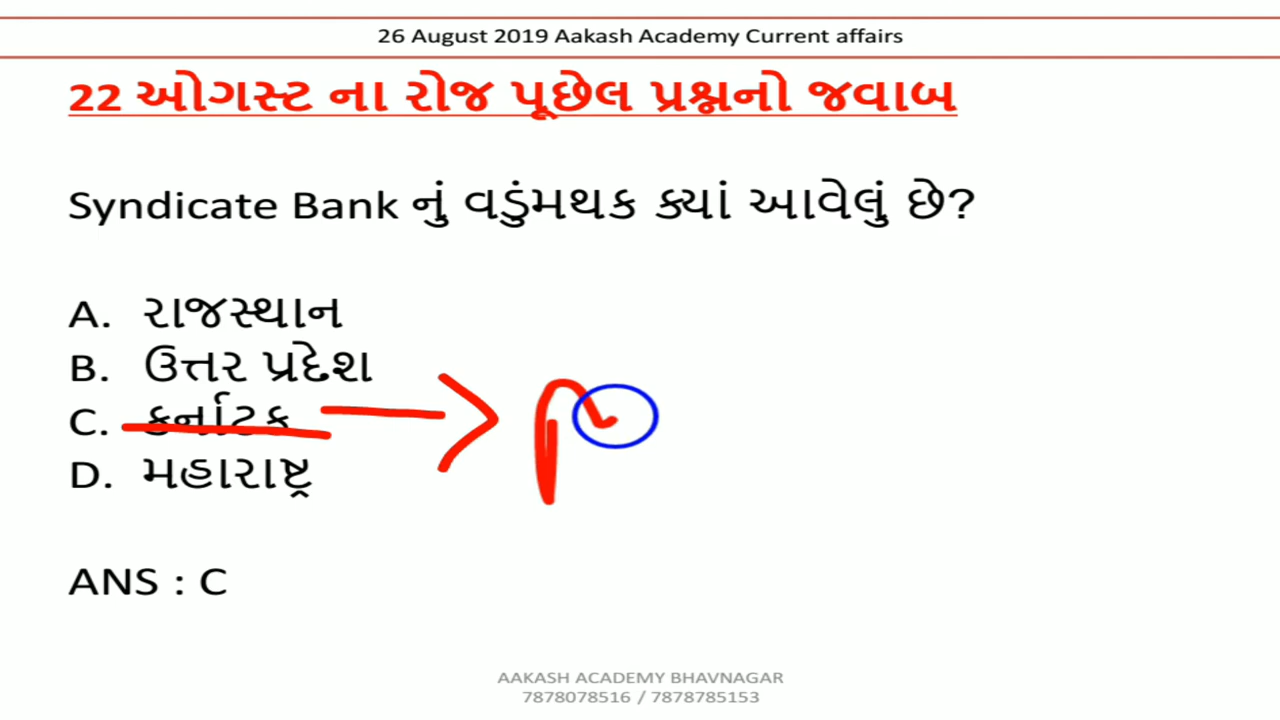 26 August 2019 Aakash Academy Current affairs
22 ઓગસ્ટ ના રોજ પૂછેલ પ્રશ્નનો જવાબ
Syndicate Bank નું વડુંમથક ક્યાં આવેલું છે?
A. રાજસ્થાન
B. ઉત્તર પ્રદેશ
C. કર્નાટક
D. મહારાષ્ટ્ર
ANS : C
AAKASH ACADEMY BHAVNAGAR
7878078516 / 7878785153